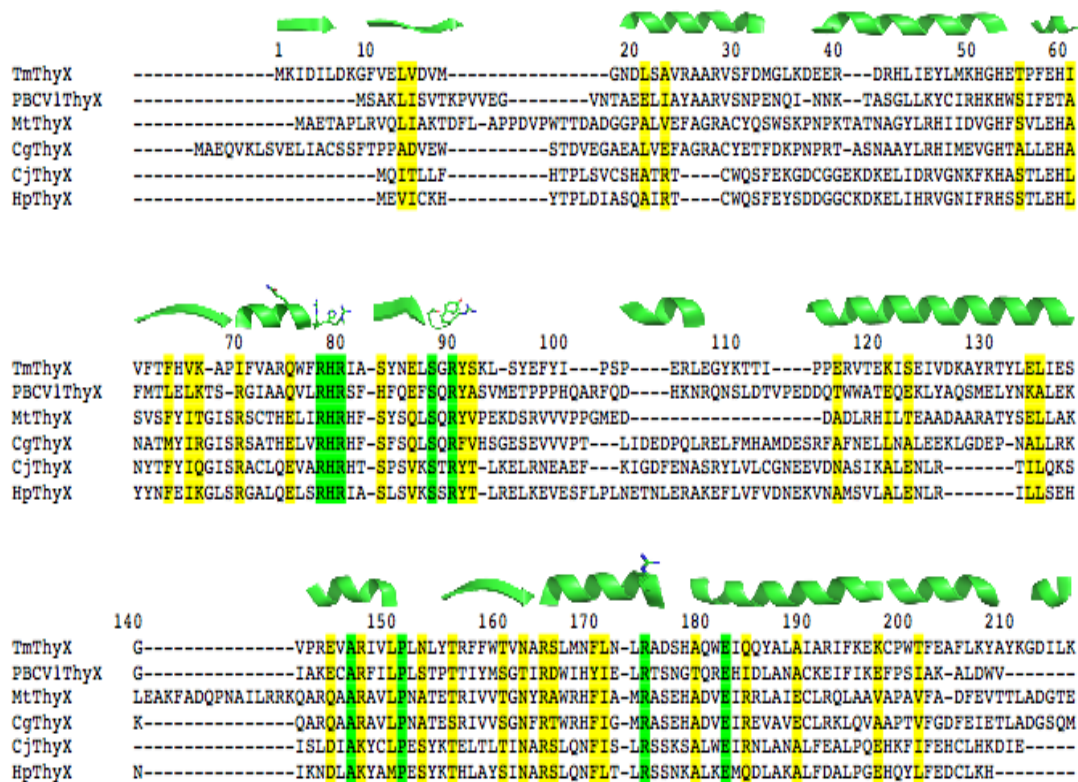 1 10 20 30 40 50 60
TmThyX ----------------MKIDILDKGFVELVDVM------------------GNDLSAVRAARVSFDMGLKDEER---DRHLIEYLMKHGHETPFEHI
PBCV1ThyX -------------------------MSAKLISVTKPVVEG---------VNTAEELIAYAARVSNPENQI-NNK--TASGLLKYCIRHKHWSIFETA
MtThyX ------------------MAETAPLRVQLIAKTDFL-APPDVPWTTDADGGPALVEFAGRACYQSWSKPNPKTATNAGYLRHIIDVGHFSVLEHA
CgThyX -------MAEQVKLSVELIACSSFTPPADVEW-----------STDVEGAEALVEFAGRACYETFDKPNPRT-ASNAAYLRHIMEVGHTALLEHA
CjThyX ---------------------------MQITLLF---------HTPLSVCSHATRT----CWQSFEKGDCGGEKDKELIDRVGNKFKHASTLEHL
HpThyX ---------------------------MEVICKH---------YTPLDIASQAIRT----CWQSFEYSDDGGCKDKELIHRVGNIFRHSSTLEHL
70 80 90 100 110 120 130
TmThyX VFTFHVK-APIFVARQWFRHRIA-SYNELSGRYSKL-SYEFYI--PSP----ERLEGYKTTI---PPERVTEKISEIVDKAYRTYLELIES
PBCV1ThyX FMTLELKTS-RGIAAQVLRHRSF-HFQEFSQRYASVMETPPPHQARFQD----HKNRQNSLDTVPEDDQTWWATEQEKLYAQSMELYNKALEK
MtThyX SVSFYITGISRSCTHELIRHRHF-SYSQLSQRYVPEKDSRVVVPPGMED-----------------DADLRHILTEAADAARATYSELLAK
CgThyX NATMYIRGISRSATHELVRHRHF-SFSQLSQRFVHSGESEVVVPT---LIDEDPQLRELFMHAMDESRFAFNELLNALEEKLGDEP-NALLRK
CjThyX NYTFYIQGISRACLQEVARHRHT-SPSVKSTRYT-LKELRNEAEF---KIGDFENASRYLVLCGNEEVDNASIKALENLR-------TILQKS
HpThyX YYNFEIKGLSRGALQELSRHRIA-SLSVKSSRYT-LRELKEVESFLPLNETNLERAKEFLVFVDNEKVNAMSVLALENLR-------ILLSEH
140 150 160 170 180 190 200 210
TmThyX G-----------------VPREVARIVLPLNLYTRFFWTVNARSLMNFLN-LRADSHAQWEIQQYALAIARIFKEKCPWTFEAFLKYAYKGDILK
PBCV1ThyX G-----------------IAKECARFILPLSTPTTIYMSGTIRDWIHYIE-LRTSNGTQREHIDLANACKEIFIKEFPSIAK-ALDWV------
MtThyX LEAKFADQPNAILRRKQARQAARAVLPNATETRIVVTGNYRAWRHFIA-MRASEHADVEIRRLAIECLRQLAAVAPAVFA-DFEVTTLADGTE
CgThyX K-----------------QARQAARAVLPNATESRIVVSGNFRTWRHFIG-MRASEHADVEIREVAVECLRKLQVAAPTVFGDFEIETLADGSQM
CjThyX ------------------ISLDIAKYCLPESYKTELTLTINARSLQNFIS-LRSSKSALWEIRNLANALFEALPQEHKFIFEHCLHKDIE-----
HpThyX N-----------------IKNDLAKYAMPESYKTHLAYSINARSLQNFLT-LRSSNKALKEMQDLAKALFDALPGEHQYLFEDCLKH--------